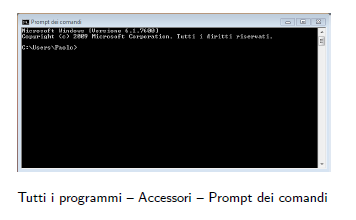 Prompt dei comandi
Microsoft Windows [Versione 6.1.7600]
Copyright (c) 2009 Microsoft Corporation. Tutti i diritti riservati.
C:\Users\Paolo>
Tutti i programmi – Accessori – Prompt dei comandi